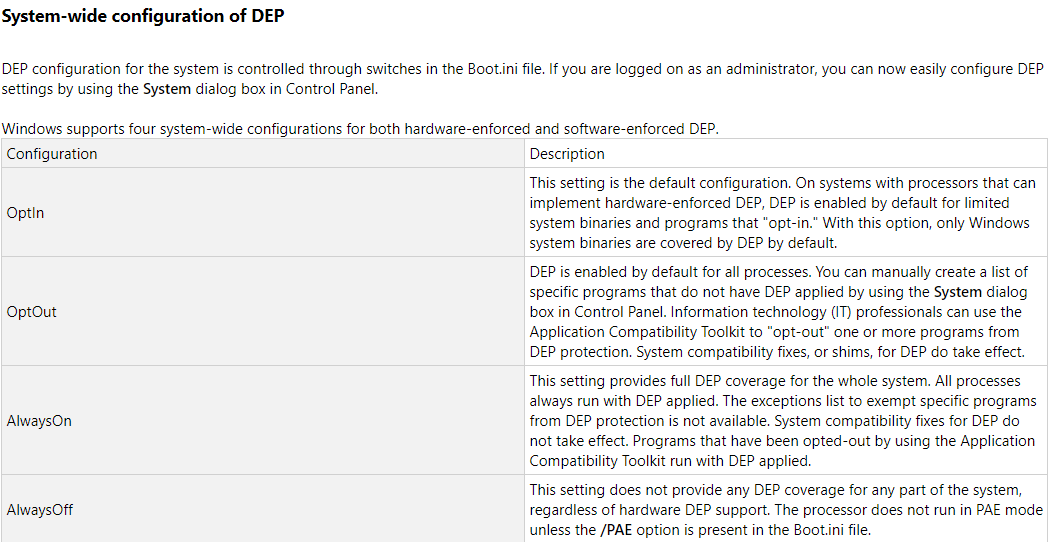 System-wide configuration of DEP
DEP configuration for the system is controlled through switches in the Boot.ini file. If you are logged on as an administrator, you can now easily configure DEP
settings by using the System dialog box in Control Panel.
Windows supports four system-wide configurations for both hardware-enforced and software-enforced DEP.
Configuration
Description
OptIn
This setting is the default configuration. On systems with processors that can
implement hardware-enforced DEP, DEP is enabled by default for limited
system binaries and programs that "opt-in." With this option, only Windows
system binaries are covered by DEP by default.
OptOut
DEP is enabled by default for all processes. You can manually create a list of
specific programs that do not have DEP applied by using the System dialog
box in Control Panel. Information technology (IT) professionals can use the
Application Compatibility Toolkit to "opt-out" one or more programs from
DEP protection. System compatibility fixes, or shims, for DEP do take effect.
AlwaysOn
This setting provides full DEP coverage for the whole system. All processes
always run with DEP applied. The exceptions list to exempt specific programs
from DEP protection is not available. System compatibility fixes for DEP do
not take effect. Programs that have been opted-out by using the Application
Compatibility Toolkit run with DEP applied.
AlwaysOff
This setting does not provide any DEP coverage for any part of the system,
regardless of hardware DEP support. The processor does not run in PAE mode
unless the /PAE option is present in the Boot.ini file.